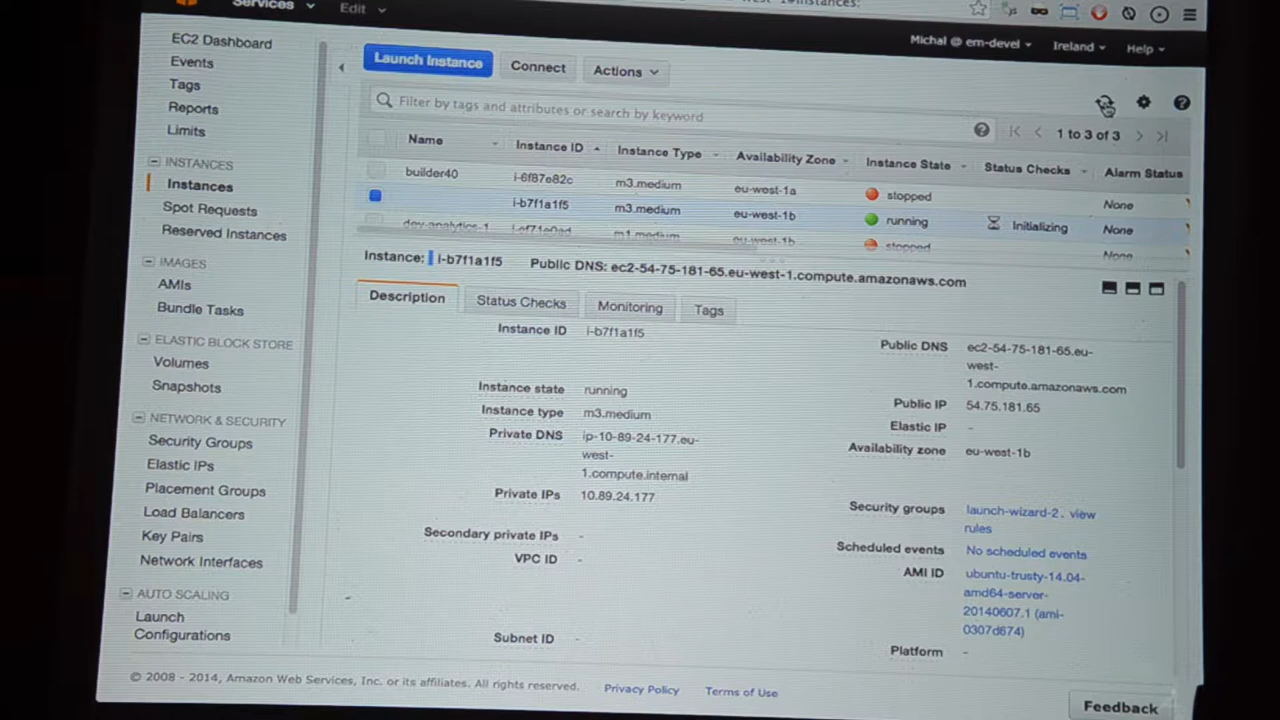 Services
Edit
Michal @ em-devel
Ireland
Help
EC2 Dashboard
Events
Tags
Reports
Limits
INSTANCES
Instances
Spot Requests
Reserved Instances
IMAGES
AMIs
Bundle Tasks
ELASTIC BLOCK STORE
Volumes
Snapshots
NETWORK & SECURITY
Security Groups
Elastic IPs
Placement Groups
Load Balancers
Key Pairs
Network Interfaces
AUTO SCALING
Launch
Configurations
Launch Instance Connect Actions
Filter by tags and attributes or search by keyword
1 to 3 of 3
Name Instance ID Instance Type Availability Zone Instance State Status Checks Alarm Status
builder40 i-6f87e82c m3.medium eu-west-1a stopped None
i-b7f1a1f5 m3.medium eu-west-1b running Initializing None
dev-analytics-1 m1.medium eu-west-1b stopped None
Instance: i-b7f1a1f5 Public DNS: ec2-54-75-181-65.eu-west-1.compute.amazonaws.com
Description Status Checks Monitoring Tags
Instance ID i-b7f1a1f5
Instance state running
Instance type m3.medium
Private DNS ip-10-89-24-177.eu-
west-
1.compute.internal
Private IPs 10.89.24.177
Secondary private IPs -
VPC ID -
Subnet ID -
Public DNS ec2-54-75-181-65.eu-
west-
1.compute.amazonaws.com
Public IP 54.75.181.65
Elastic IP -
Availability zone eu-west-1b
Security groups launch-wizard-2. view
rules
Scheduled events No scheduled events
AMI ID ubuntu-trusty-14.04-
amd64-server-
20140607.1 (ami-
0307d674)
Platform -
© 2008 - 2014, Amazon Web Services, Inc. or its affiliates. All rights reserved. Privacy Policy Terms of Use
Feedback